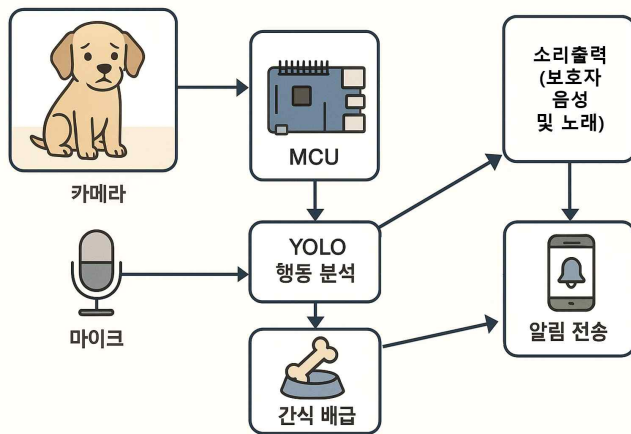 카메라
MCU
소리출력
(보호자
음성
및 노래)
마이크
YOLO
행동 분석
간식 배급
알림 전송